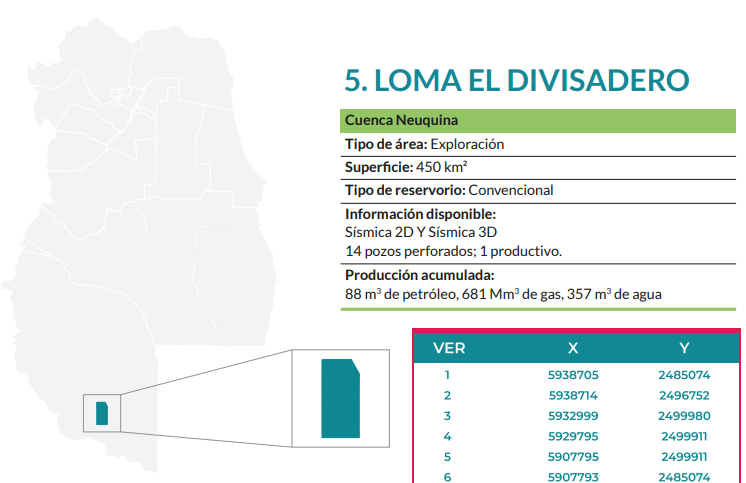 5. LOMA EL DIVISADERO
Cuenca Neuquina
Tipo de área: Exploración
Superficie: 450 km²
Tipo de reservorio: Convencional
Información disponible:
Sísmica 2D Y Sísmica 3D
14 pozos perforados; 1 productivo.
Producción acumulada:
88 m³ de petróleo, 681 Mm³ de gas, 357 m³ de agua
VER X Y
1 5938705 2485074
2 5938714 2496752
3 5932999 2499980
4 5929795 2499911
5 5907795 2499911
6 5907793 2485074